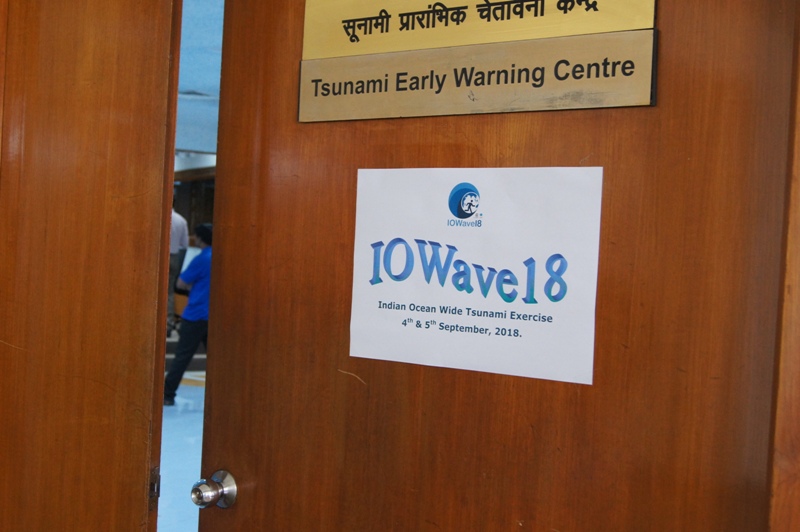 सूनामी प्रारंभिक चेतावनी केन्द्र
Tsunami Early Warning Centre
IOWave18
IOWave18
Indian Ocean Wide Tsunami Exercise
4th & 5th September, 2018.